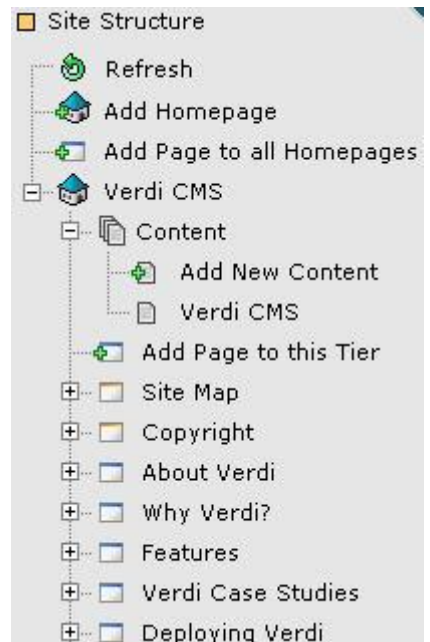 Site Structure
Refresh
Add Homepage
Add Page to all Homepages
Verdi CMS
Content
Add New Content
Verdi CMS
Add Page to this Tier
Site Map
Copyright
About Verdi
Why Verdi?
Features
Verdi Case Studies
Deploying Verdi